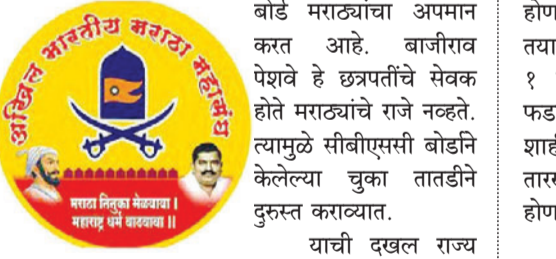 अखिल भारतीय मराठा महासंघ
मराठा तितुका मेळवावा।
महाराष्ट्र धर्म वाढवावा॥
बोर्ड मराठ्यांचा अपमान
करत आहे. बाजीराव
पेशवे हे छत्रपतींचे सेवक
होते मराठ्यांचे राजे नव्हते.
त्यामुळे सीबीएससी बोर्डाने
केलेल्या चुका तातडीने
दुरुस्त कराव्यात.
याची दखल राज्य
होण
तया
१
फड
शाही
होण